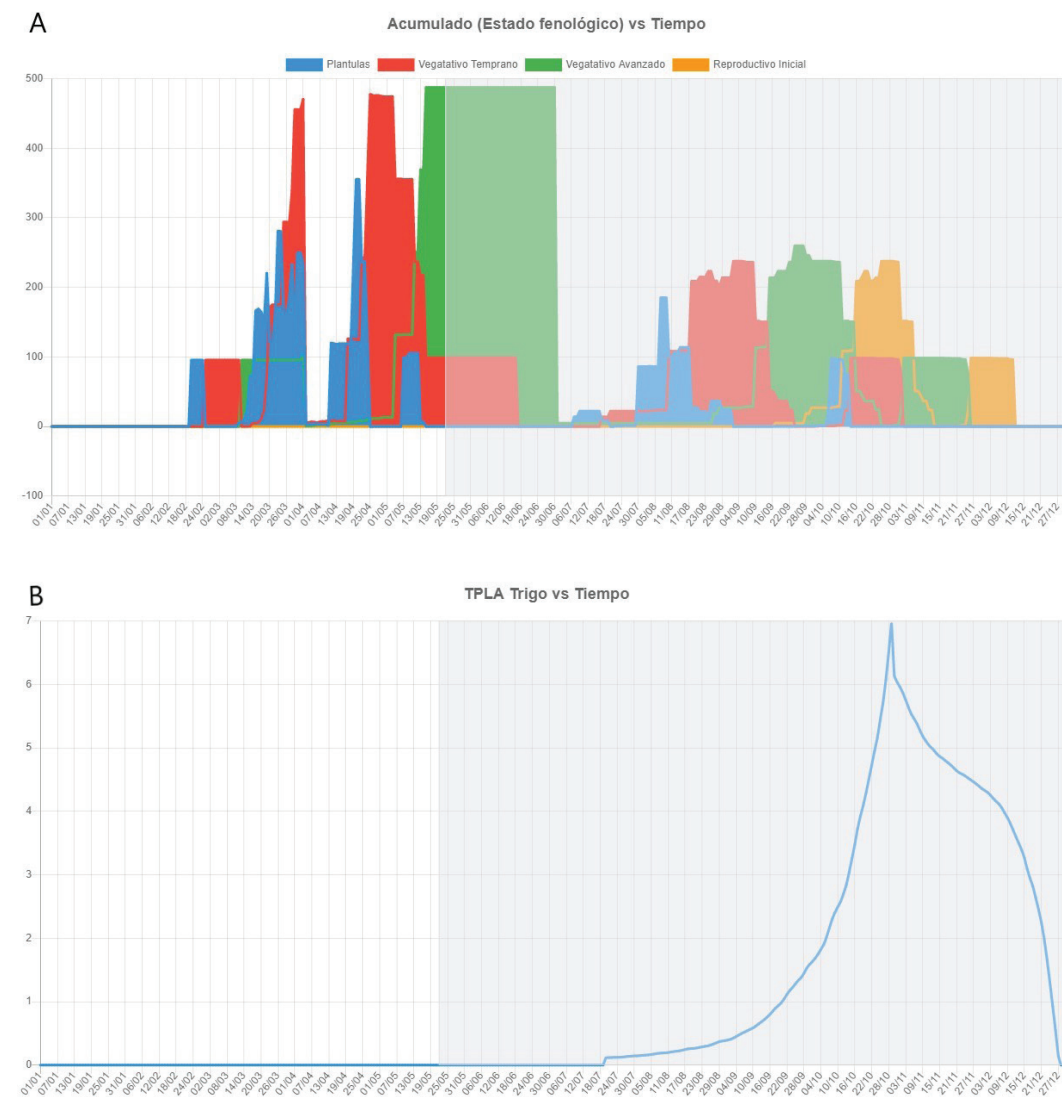 A
Acumulado (Estado fenológico) vs Tiempo
Plantulas Vegatativo Temprano Vegatativo Avanzado Reproductivo Inicial
500
400
300
200
100
0
-100
01/01 07/01 13/01 19/01 25/01 31/01 06/02 12/02 18/02 24/02 02/03 08/03 14/03 20/03 26/03 01/04 07/04 13/04 19/04 25/04 01/05 07/05 13/05 19/05 25/05 31/05 06/06 12/06 18/06 24/06 30/06 06/07 12/07 18/07 24/07 30/07 05/08 11/08 17/08 23/08 29/08 04/09 10/09 16/09 22/09 28/09 04/10 10/10 16/10 22/10 28/10 03/11 09/11 15/11 21/11 27/11 03/12 09/12 15/12 21/12 27/12
B
TPLA Trigo vs Tiempo
7
6
5
4
3
2
1
0
01/01 07/01 13/01 19/01 25/01 31/01 06/02 12/02 18/02 24/02 02/03 08/03 14/03 20/03 26/03 01/04 07/04 13/04 19/04 25/04 01/05 07/05 13/05 19/05 25/05 31/05 06/06 12/06 18/06 24/06 30/06 06/07 12/07 18/07 24/07 30/07 05/08 11/08 17/08 23/08 29/08 04/09 10/09 16/09 22/09 28/09 04/10 10/10 16/10 22/10 28/10 03/11 09/11 15/11 21/11 27/11 03/12 09/12 15/12 21/12 27/12